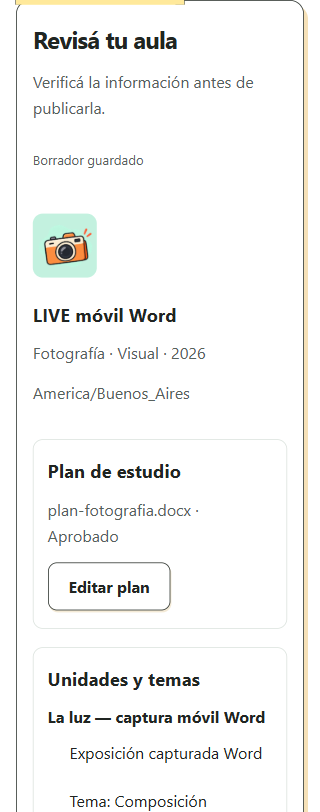 Revisá tu aula
Verificá la información antes de
publicarla.
Borrador guardado
LIVE móvil Word
Fotografía · Visual · 2026
America/Buenos_Aires
Plan de estudio
plan-fotografia.docx ·
Aprobado
Editar plan
Unidades y temas
La luz — captura móvil Word
Exposición capturada Word
Tema: Composición